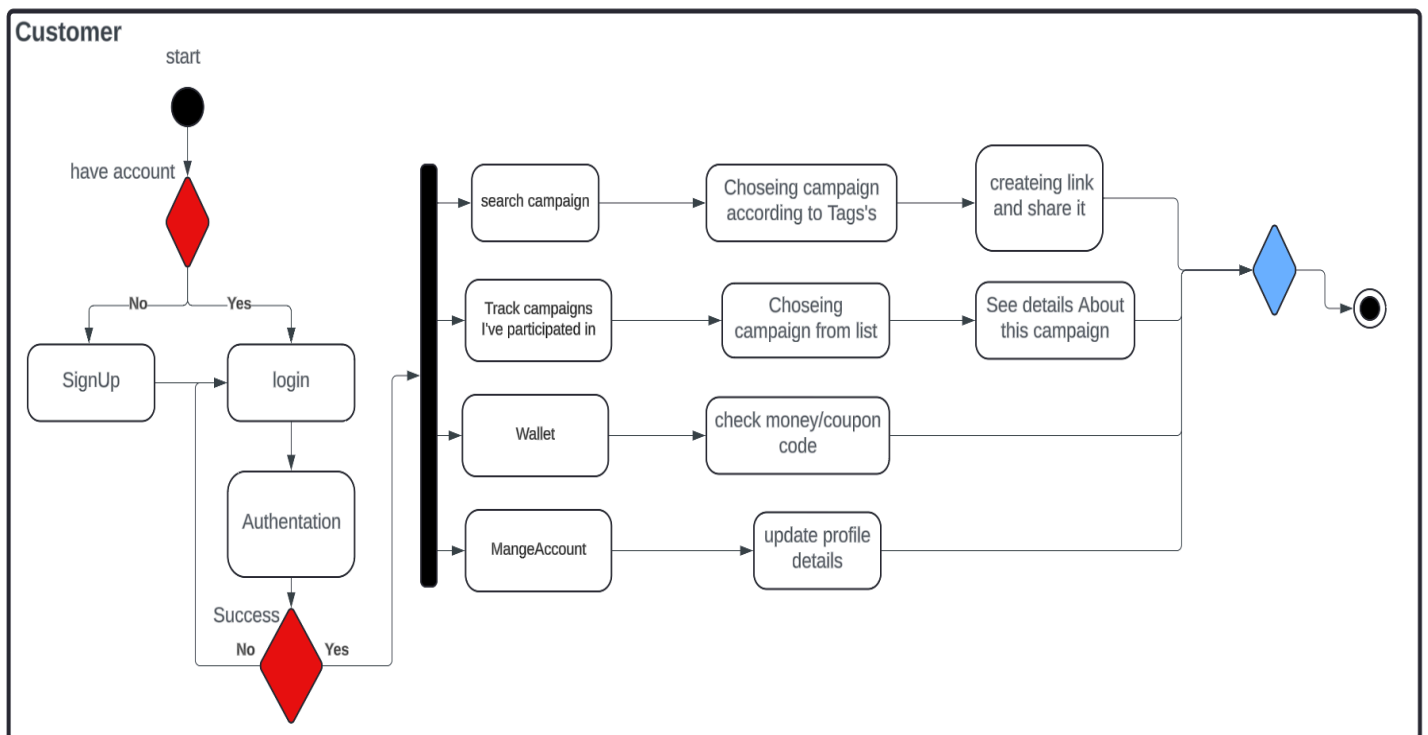 Customer
start
have account
No
Yes
SignUp
login
Authentation
Success
No
Yes
search campaign
Choseing campaign
according to Tags's
createing link
and share it
Track campaigns
I've participated in
Choseing
campaign from list
See details About
this campaign
Wallet
check money/coupon
code
MangeAccount
update profile
details